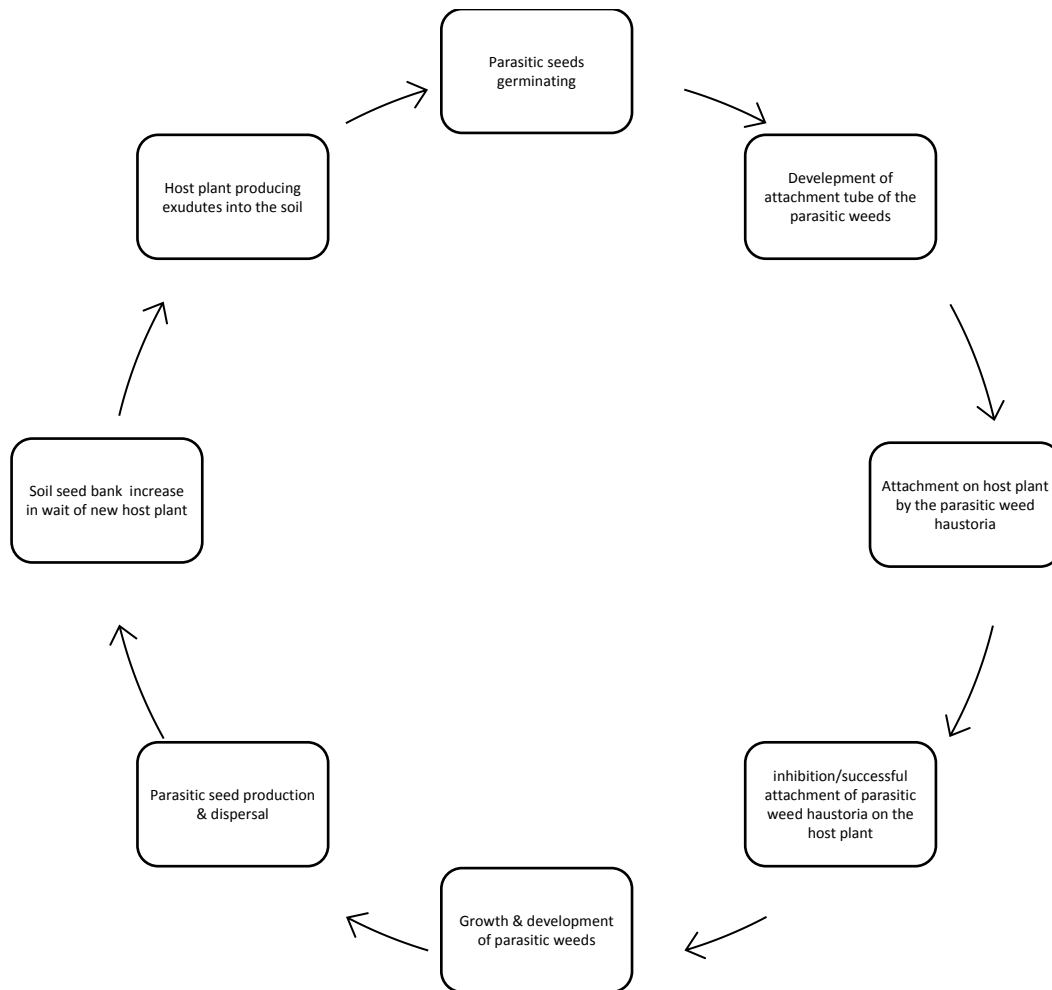 Parasitic seeds
germinating
Develepment of
attachment tube of the
parasitic weeds
Attachment on host plant
by the parasitic weed
haustoria
inhibition/successful
attachment of parasitic
weed haustoria on the
host plant
Growth & development
of parasitic weeds
Parasitic seed production
& dispersal
Soil seed bank increase
in wait of new host plant
Host plant producing
exudutes into the soil